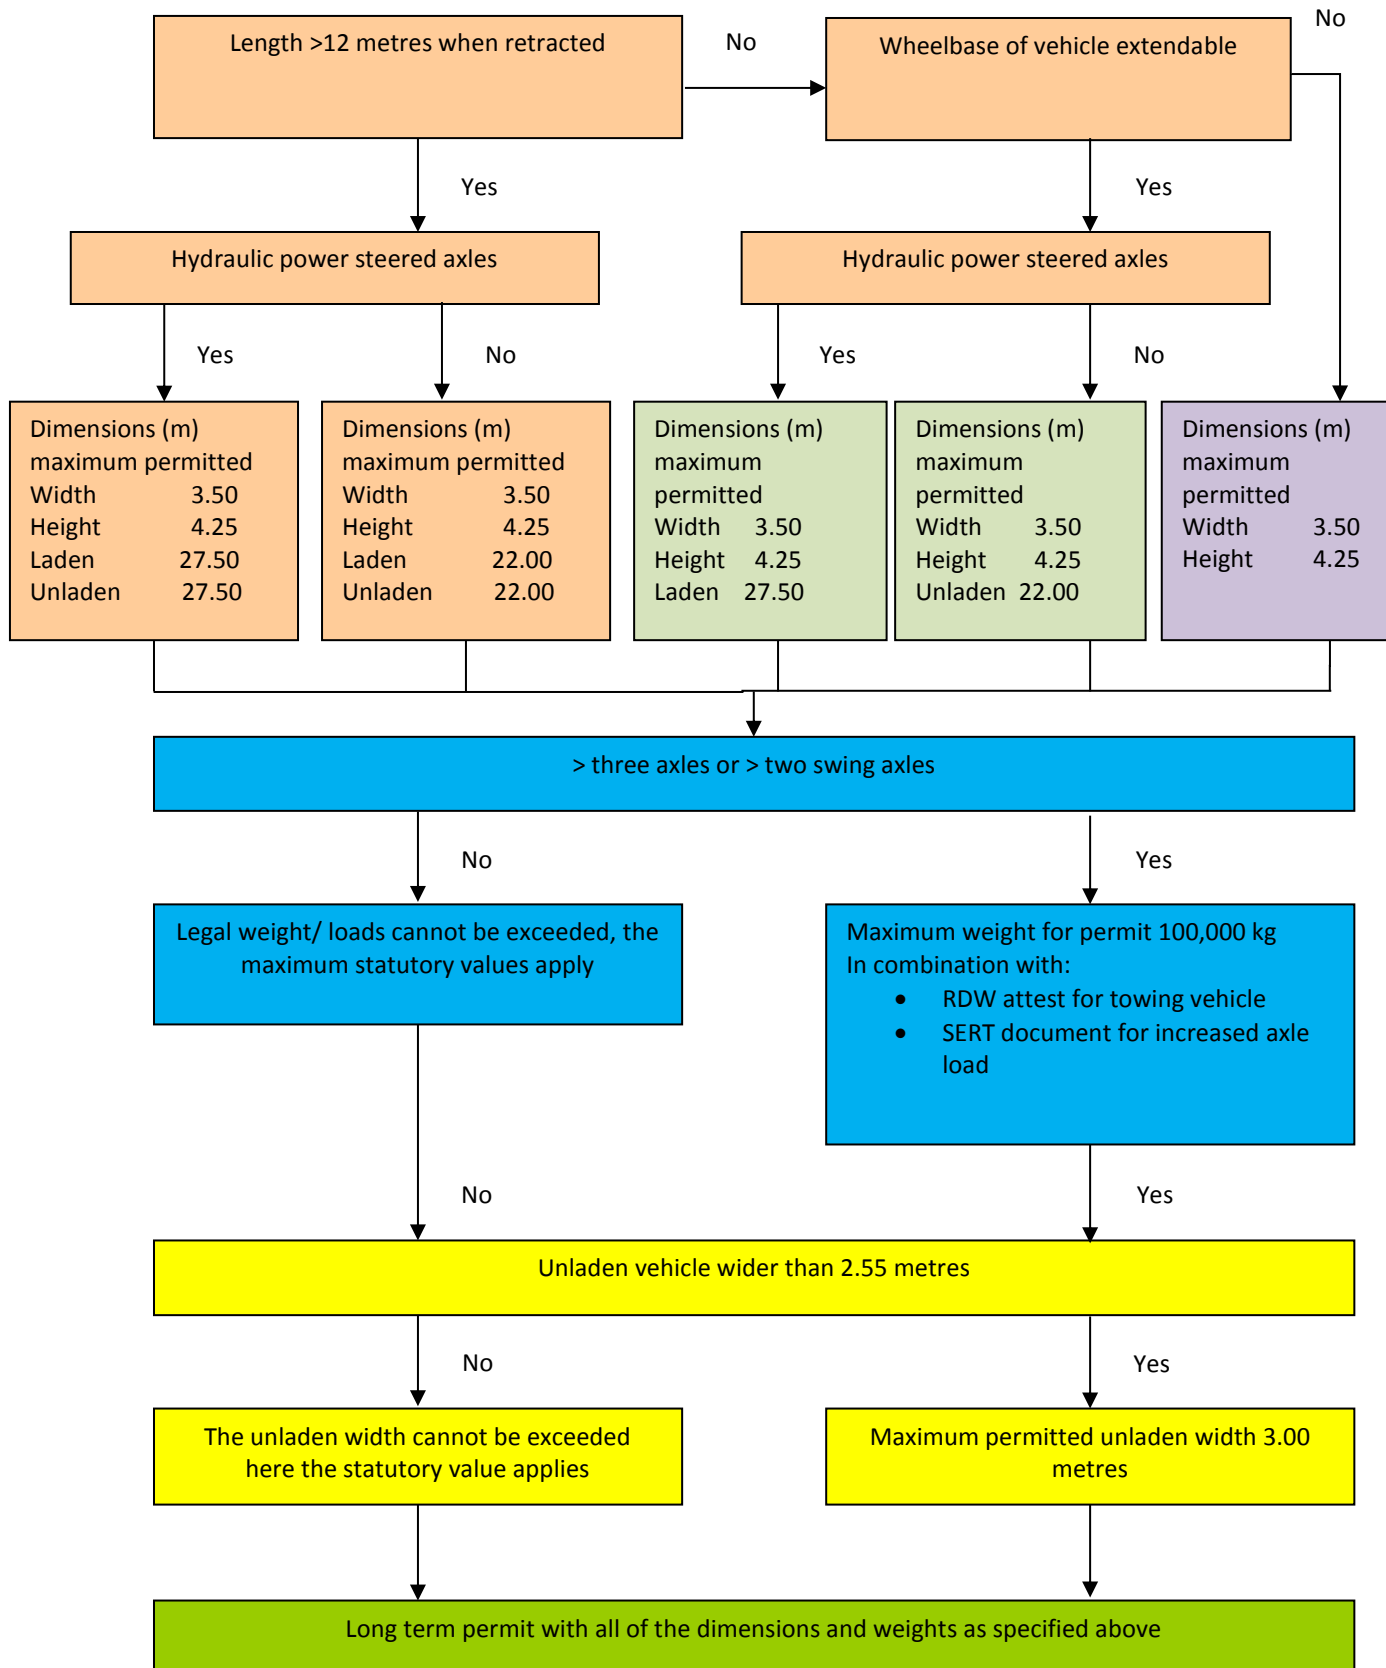 No
Length >12 metres when retracted
No
Wheelbase of vehicle extendable
Yes
Yes
Hydraulic power steered axles
Hydraulic power steered axles
Yes
No
Yes
No
Dimensions (m)
maximum permitted
Width 3.50
Height 4.25
Laden 27.50
Unladen 27.50
Dimensions (m)
maximum permitted
Width 3.50
Height 4.25
Laden 22.00
Unladen 22.00
Dimensions (m)
maximum
permitted
Width 3.50
Height 4.25
Laden 27.50
Dimensions (m)
maximum
permitted
Width 3.50
Height 4.25
Unladen 22.00
Dimensions (m)
maximum
permitted
Width 3.50
Height 4.25
> three axles or > two swing axles
No
Yes
Legal weight/ loads cannot be exceeded, the
maximum statutory values apply
Maximum weight for permit 100,000 kg
In combination with:
• RDW attest for towing vehicle
• SERT document for increased axle
load
No
Yes
Unladen vehicle wider than 2.55 metres
No
Yes
The unladen width cannot be exceeded
here the statutory value applies
Maximum permitted unladen width 3.00
metres
Long term permit with all of the dimensions and weights as specified above